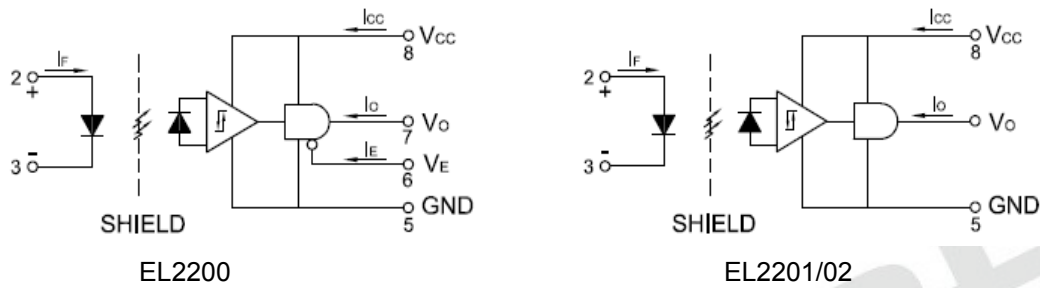 ICC
VCC
8
IF
2
+
IO
VO
7
IE
VE
6
-
3
GND
5
SHIELD
EL2200
ICC
VCC
8
IF
2
+
IO
VO
-
3
GND
5
SHIELD
EL2201/02